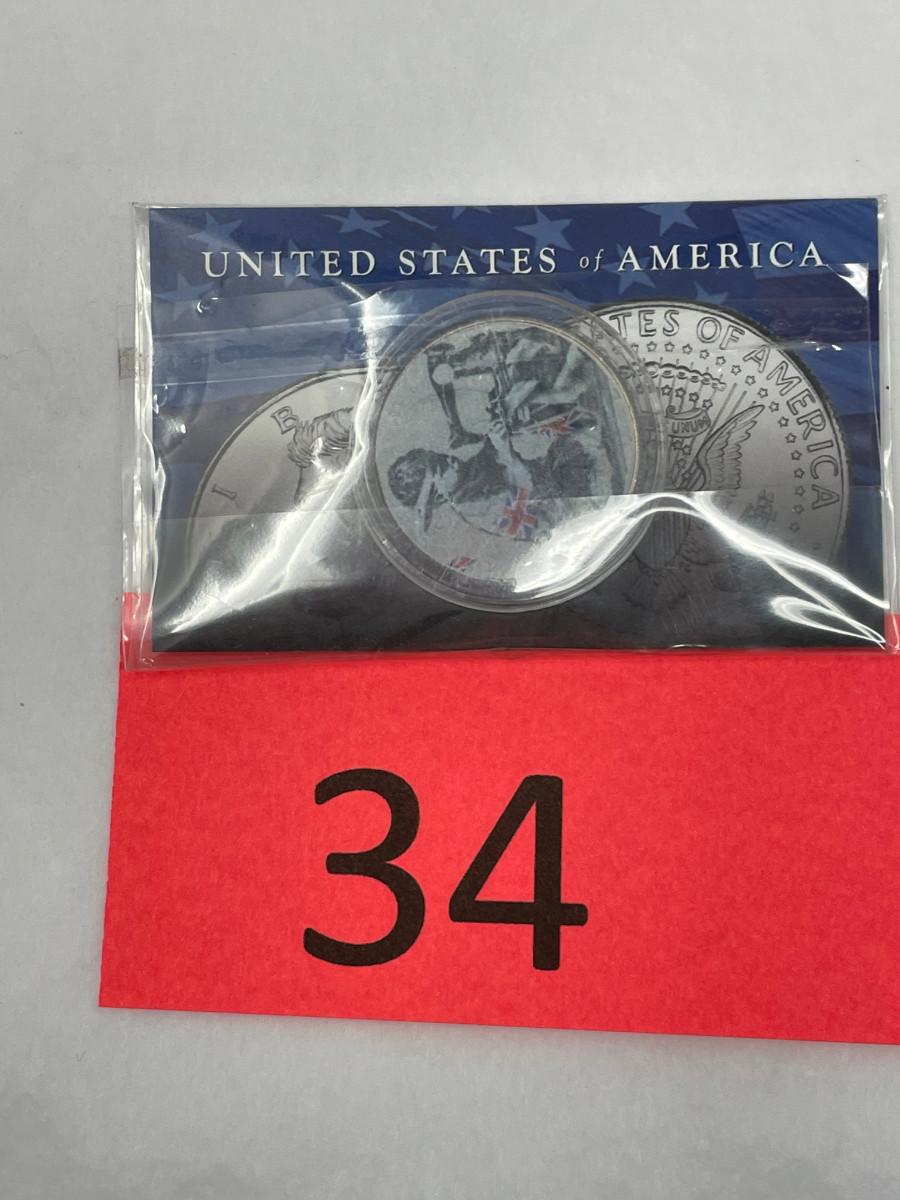 UNITED STATES of AMERICA
TES OF AMERICA
I B
34